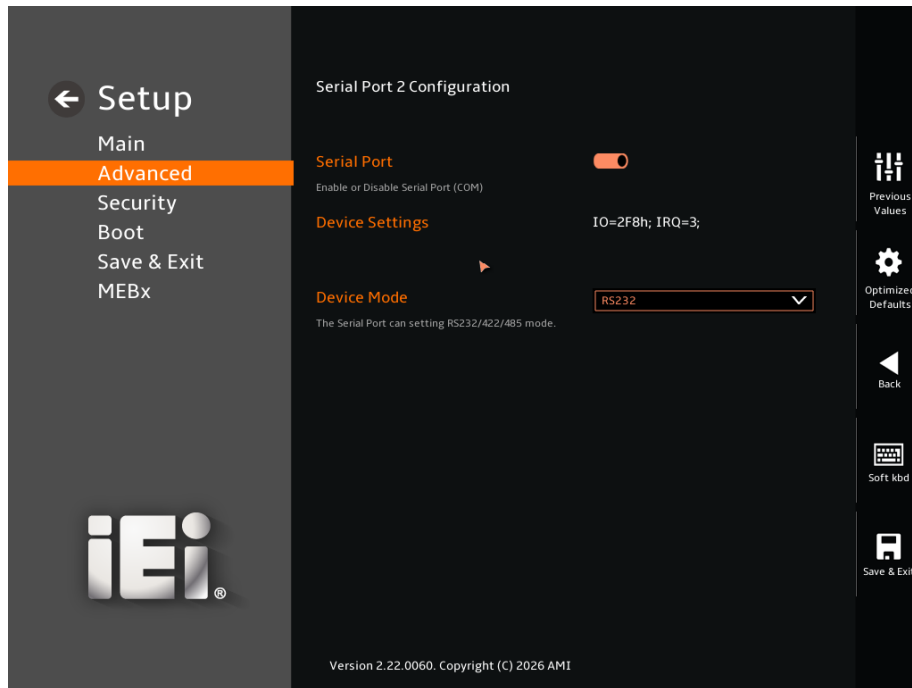 Setup
Main
Advanced
Security
Boot
Save & Exit
MEBx
iEi®
Serial Port 2 Configuration
Serial Port
Enable or Disable Serial Port (COM)
Device Settings
IO=2F8h; IRQ=3;
Device Mode
RS232
The Serial Port can setting RS232/422/485 mode.
Previous
Values
Optimized
Defaults
Back
Soft kbd
Save & Exit
Version 2.22.0060. Copyright (C) 2026 AMI